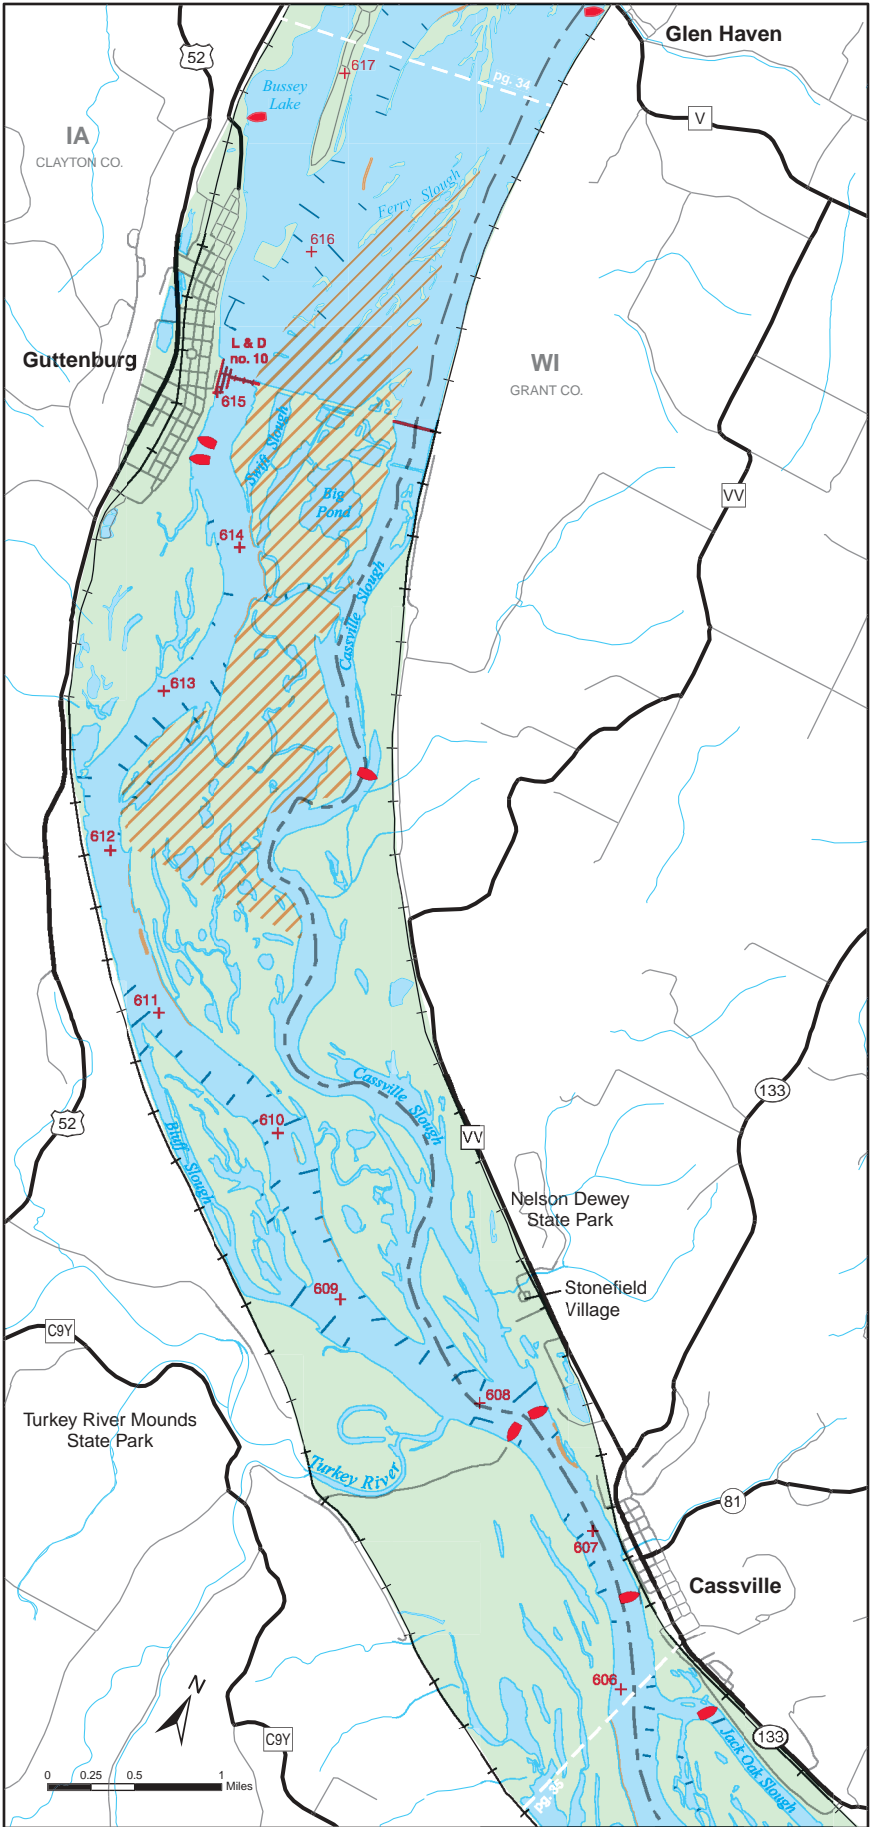 Glen Haven
52
617
pg. 34
Bussey
Lake
V
IA
CLAYTON CO.
Ferry Slough
616
L & D
no. 10
Guttenburg
WI
GRANT CO.
615
Swift Slough
Big
Pond
VV
614
Cassville Slough
613
612
611
Cassville Slough
133
52
610
VV
Bluff Slough
Nelson Dewey
State Park
609
Stonefield
Village
C9Y
608
Turkey River Mounds
State Park
Turkey River
81
607
Cassville
606
N
C9Y
133
Jack Oak Slough
0 0.25 0.5 1
Miles
pg. 36